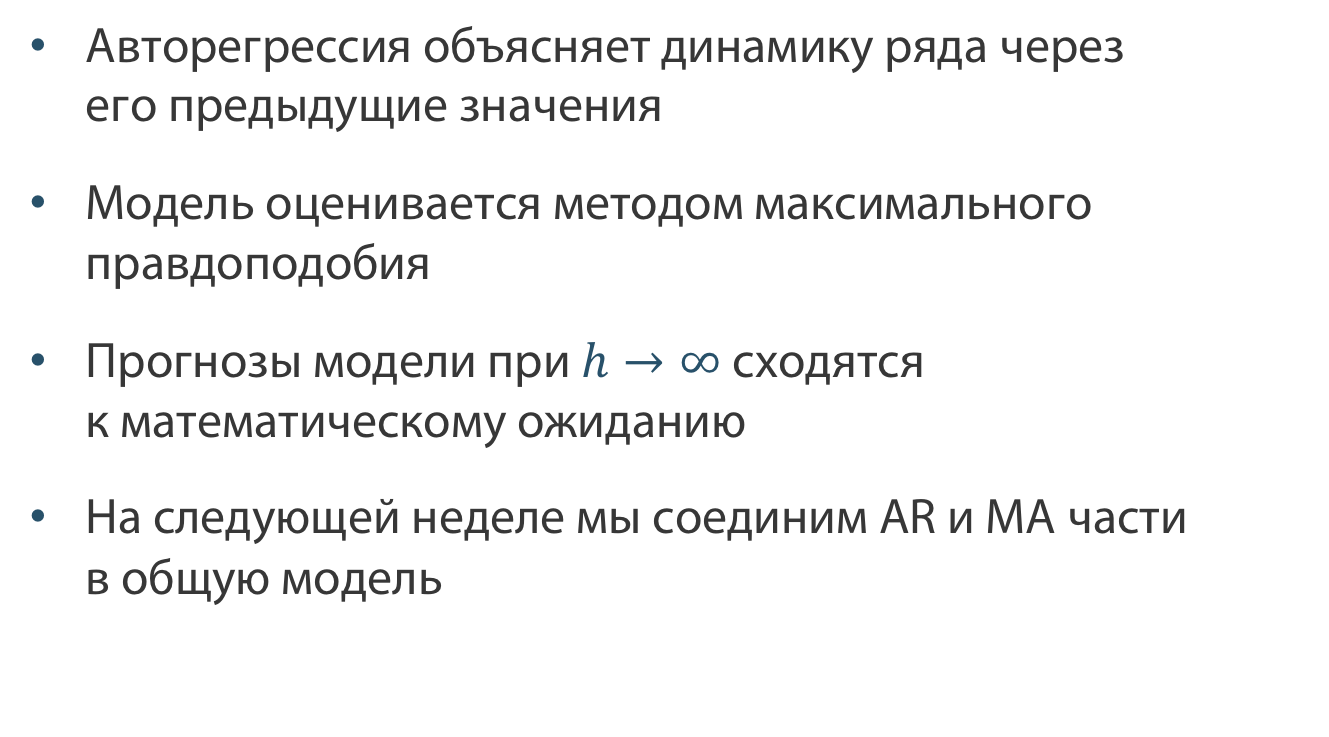 • Авторегрессия объясняет динамику ряда через
его предыдущие значения
• Модель оценивается методом максимального
правдоподобия
• Прогнозы модели при h → ∞ сходятся
к математическому ожиданию
• На следующей неделе мы соединим AR и MA части
в общую модель